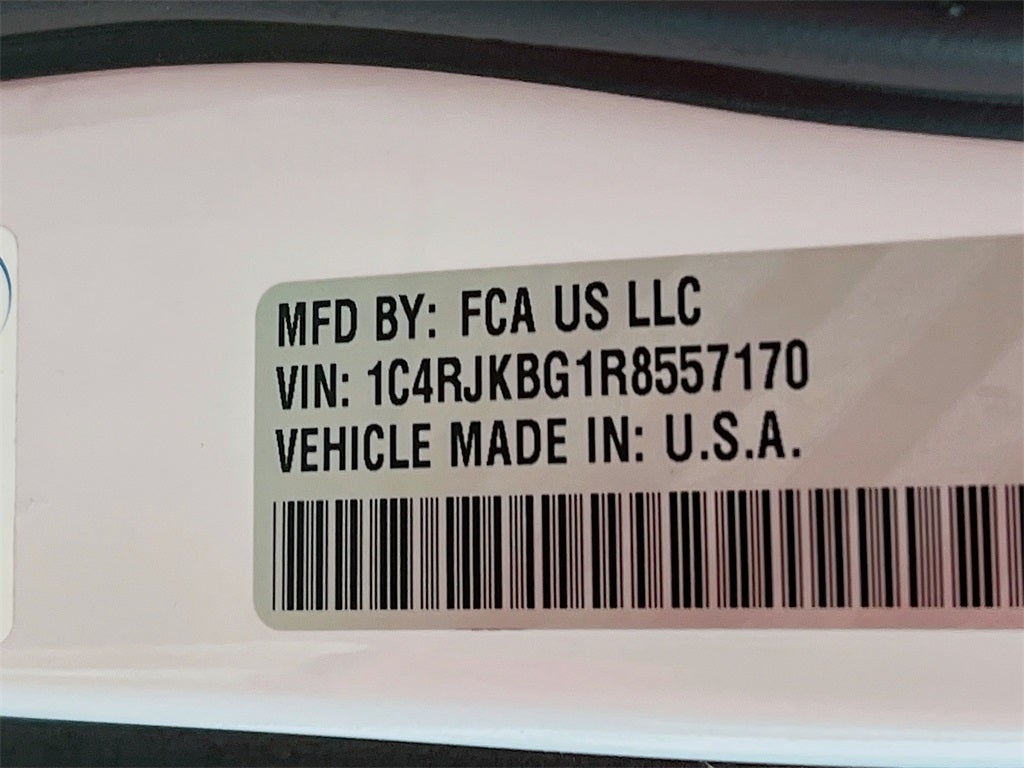 MFD BY: FCA US LLC
VIN: 1C4RJKBG1R8557170
VEHICLE MADE IN: U.S.A.